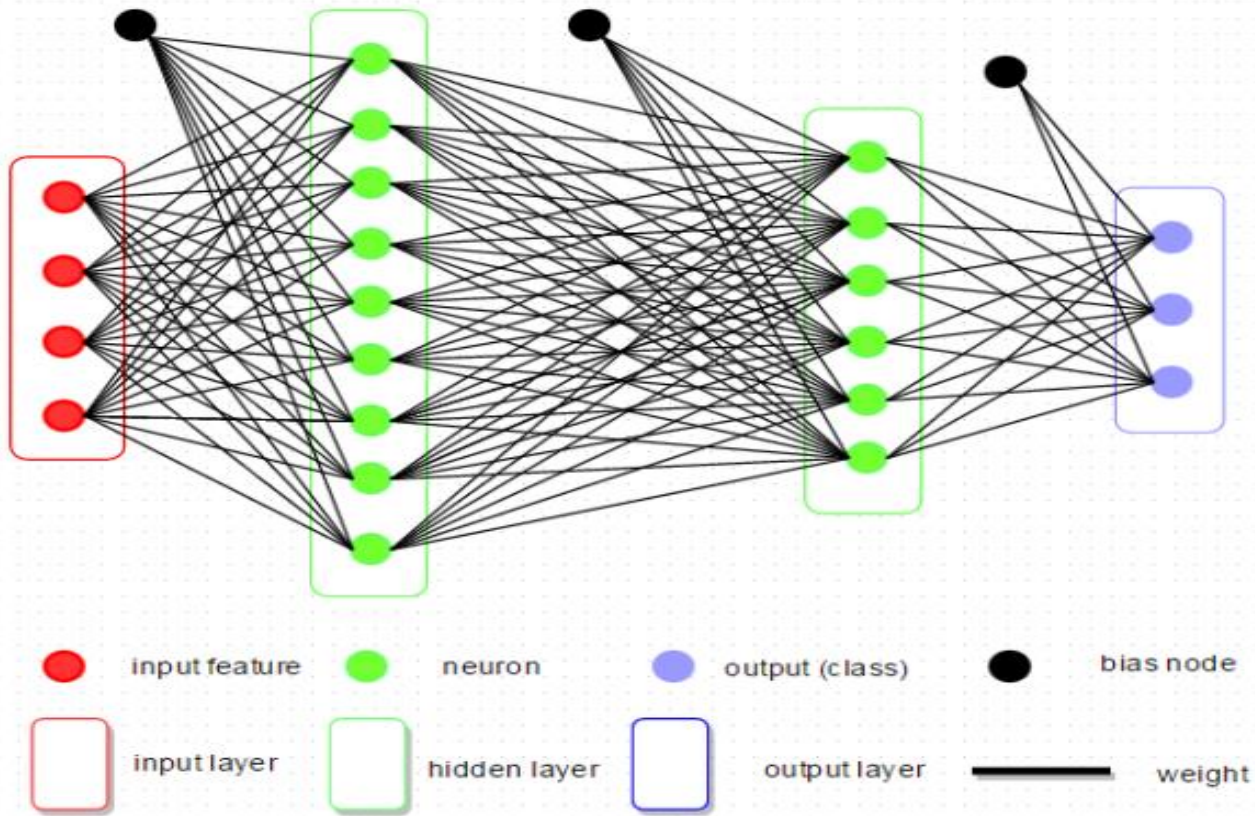 input feature
neuron
output (class)
bias node
input layer
hidden layer
output layer
weight